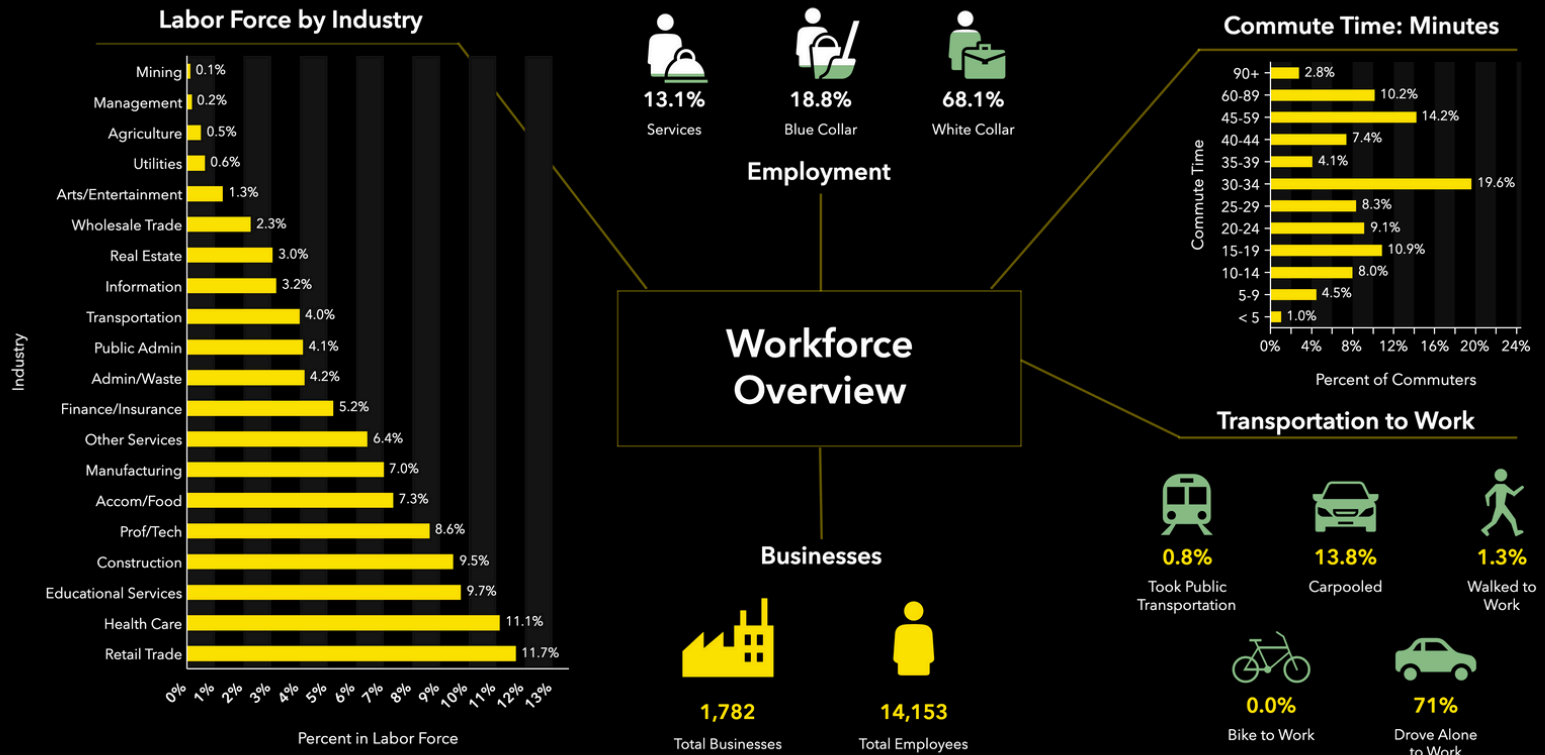 Labor Force by Industry
Mining 0.1%
Management 0.2%
Agriculture 0.5%
Utilities 0.6%
Arts/Entertainment 1.3%
Wholesale Trade 2.3%
Real Estate 3.0%
Information 3.2%
Transportation 4.0%
Public Admin 4.1%
Admin/Waste 4.2%
Finance/Insurance 5.2%
Other Services 6.4%
Manufacturing 7.0%
Accom/Food 7.3%
Prof/Tech 8.6%
Construction 9.5%
Educational Services 9.7%
Health Care 11.1%
Retail Trade 11.7%
Industry
0% 1% 2% 3% 4% 5% 6% 7% 8% 9% 10% 11% 12% 13%
Percent in Labor Force
13.1% 18.8% 68.1%
Services Blue Collar White Collar
Employment
Workforce
Overview
Businesses
1,782 14,153
Total Businesses Total Employees
Commute Time: Minutes
90+ 2.8%
60-89 10.2%
45-59 14.2%
40-44 7.4%
35-39 4.1%
30-34 19.6%
25-29 8.3%
20-24 9.1%
15-19 10.9%
10-14 8.0%
5-9 4.5%
< 5 1.0%
Commute Time
0% 4% 8% 12% 16% 20% 24%
Percent of Commuters
Transportation to Work
0.8% 13.8% 1.3%
Took Public Carpooled Walked to
Transportation Work
0.0% 71%
Bike to Work Drove Alone
to Work